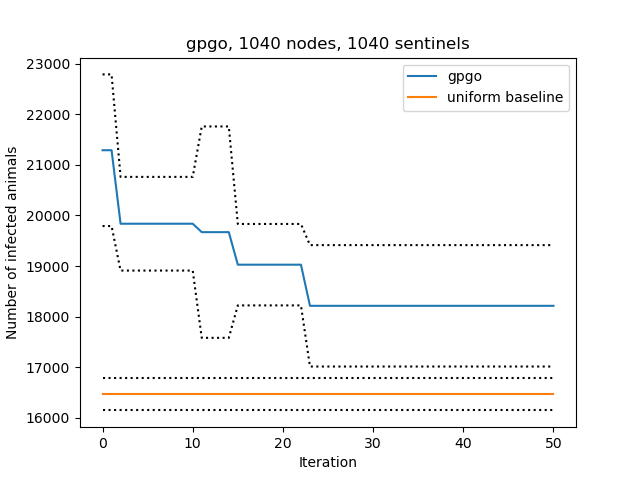 gpgo, 1040 nodes, 1040 sentinels
gpgo
uniform baseline
Number of infected animals
23000
22000
21000
20000
19000
18000
17000
16000
0 10 20 30 40 50
Iteration